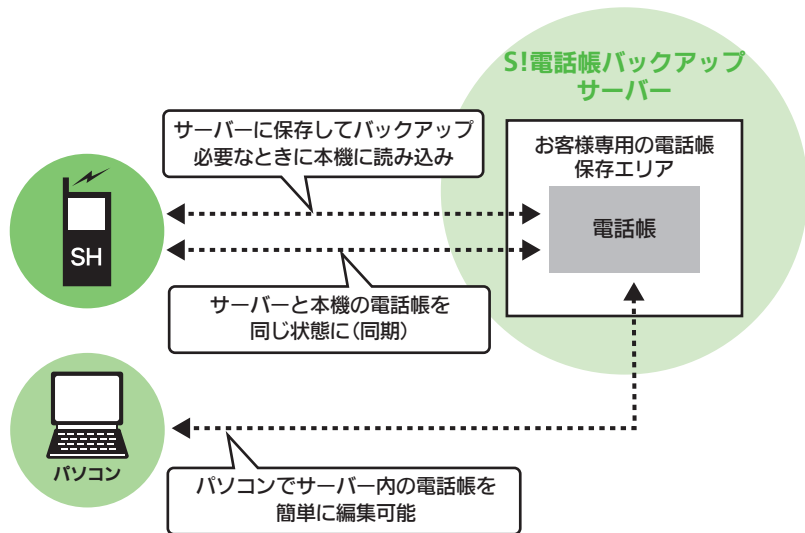 S!電話帳バックアップ
サーバー
サーバーに保存してバックアップ
必要なときに本機に読み込み
お客様専用の電話帳
保存エリア
電話帳
SH
サーバーと本機の電話帳を
同じ状態に(同期)
パソコン
パソコンでサーバー内の電話帳を
簡単に編集可能